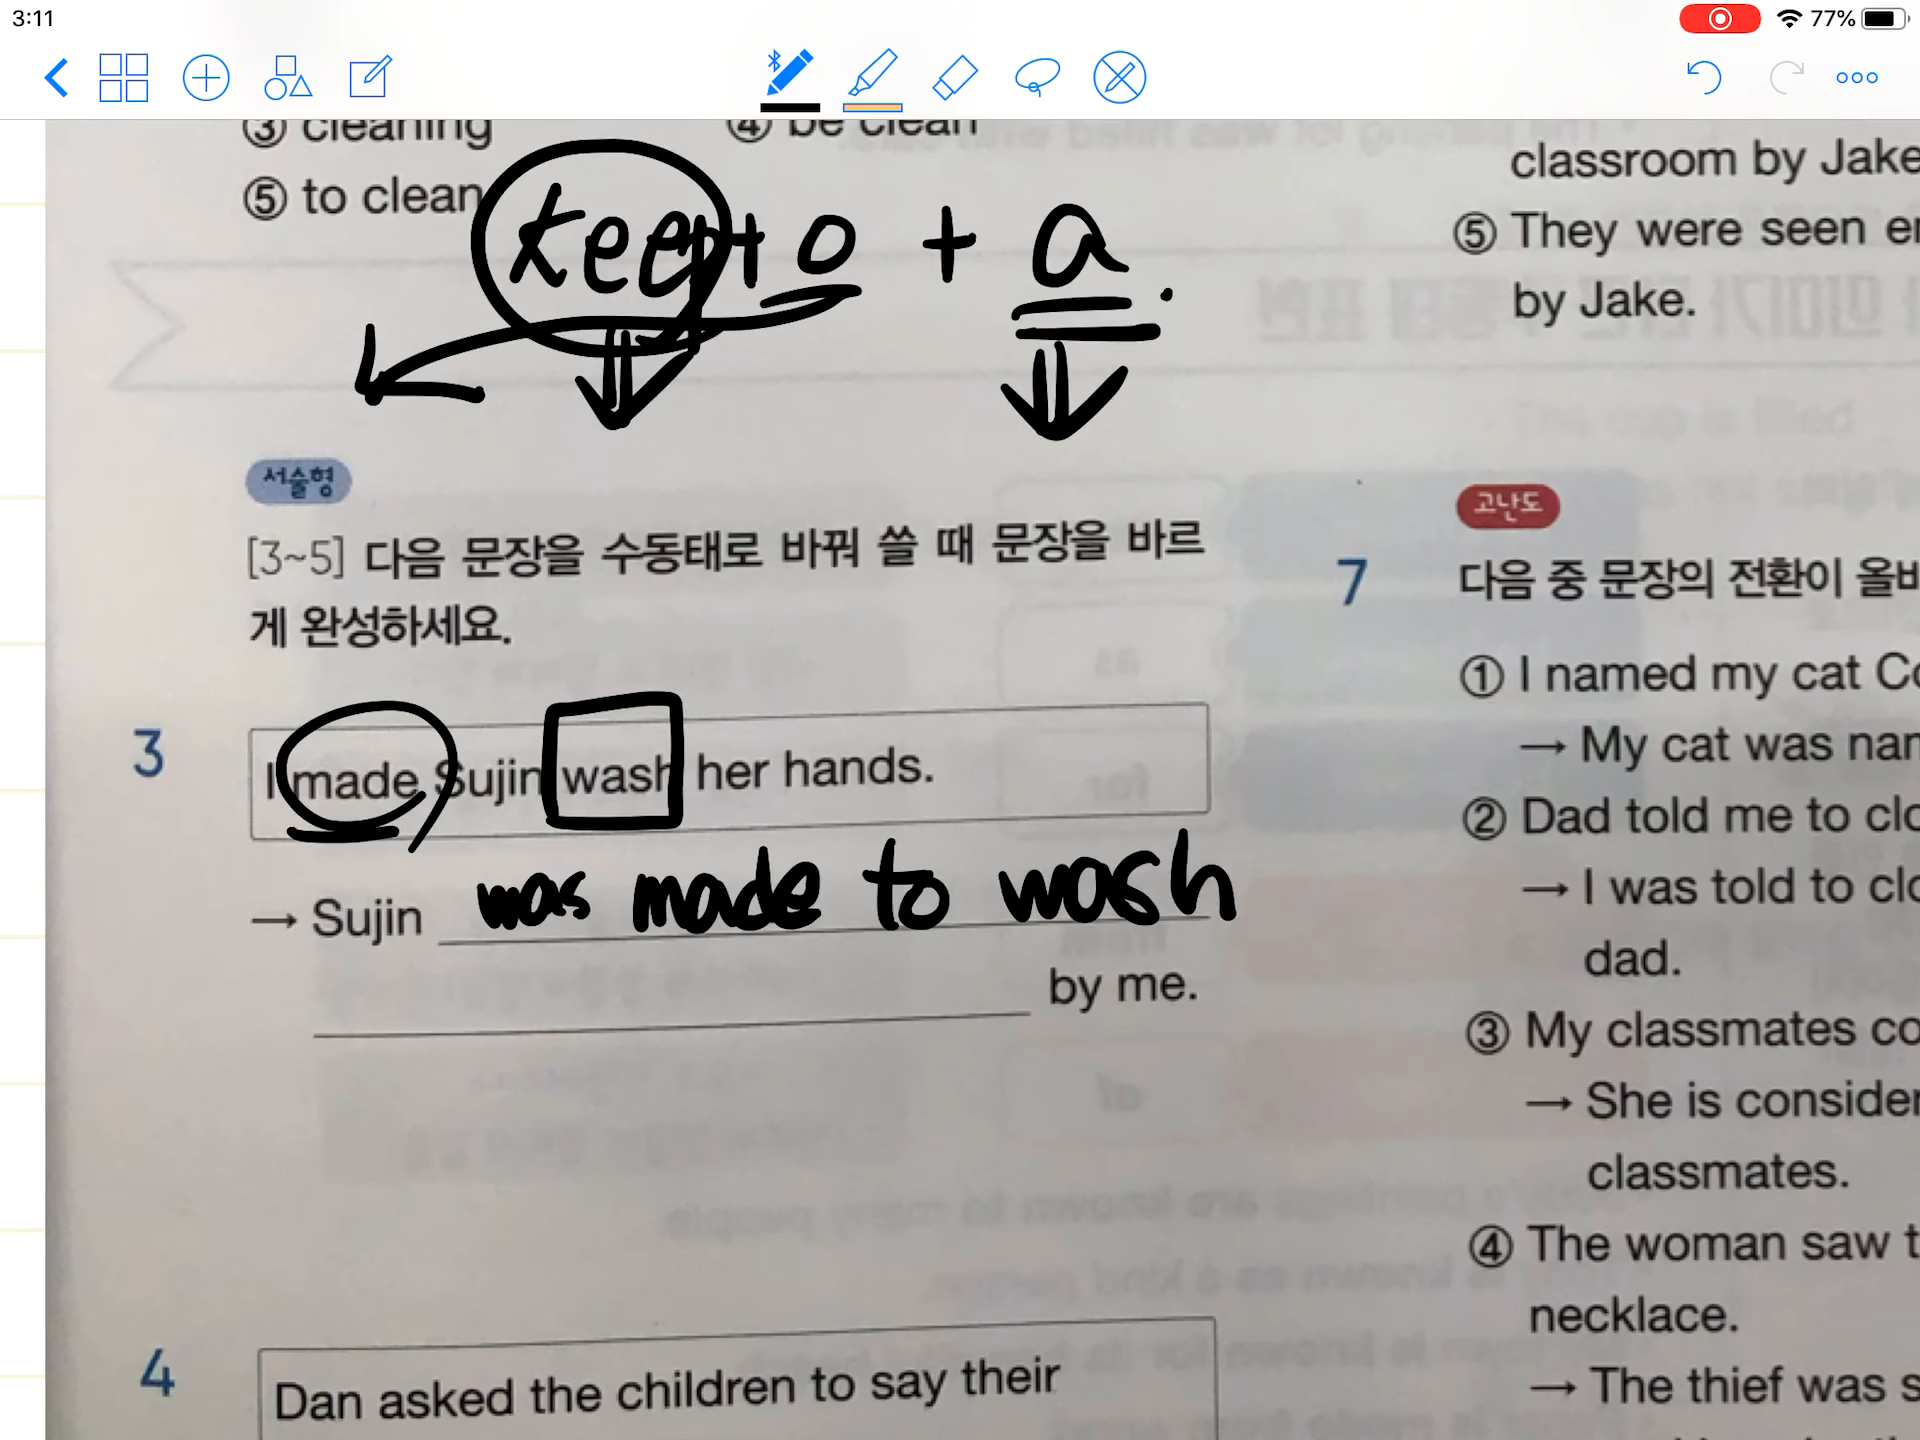 3:11
77%
③ cleaning
④ be clean
⑤ to clean
keep + o + a
서술형
[3~5] 다음 문장을 수동태로 바꿔 쓸 때 문장을 바르
게 완성하세요.
3
I made Sujin wash her hands.
→ Sujin was made to wash
by me.
4
Dan asked the children to say their
classroom by Jake
⑤ They were seen
by Jake.
고난도
7 다음 중 문장의 전환이
① I named my cat
→ My cat was
② Dad told me to
→ I was told to
dad.
③ My classmates
→ She is
classmates.
④ The woman saw
necklace.
→ The thief was